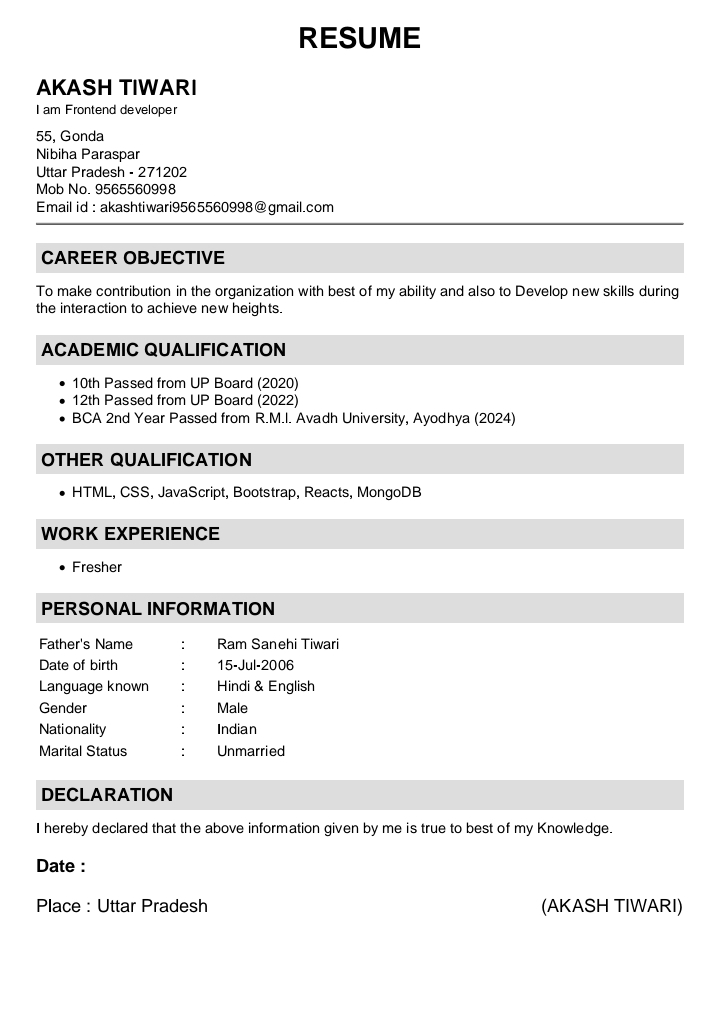 RESUME
AKASH TIWARI
I am Frontend developer
55, Gonda
Nibiha Paraspar
Uttar Pradesh - 271202
Mob No. 9565560998
Email id : akashtiwari9565560998@gmail.com
CAREER OBJECTIVE
To make contribution in the organization with best of my ability and also to Develop new skills during
the interaction to achieve new heights.
ACADEMIC QUALIFICATION
• 10th Passed from UP Board (2020)
• 12th Passed from UP Board (2022)
• BCA 2nd Year Passed from R.M.l. Avadh University, Ayodhya (2024)
OTHER QUALIFICATION
• HTML, CSS, JavaScript, Bootstrap, Reacts, MongoDB
WORK EXPERIENCE
• Fresher
PERSONAL INFORMATION
Father's Name : Ram Sanehi Tiwari
Date of birth : 15-Jul-2006
Language known : Hindi & English
Gender : Male
Nationality : Indian
Marital Status : Unmarried
DECLARATION
I hereby declared that the above information given by me is true to best of my Knowledge.
Date :
Place : Uttar Pradesh (AKASH TIWARI)